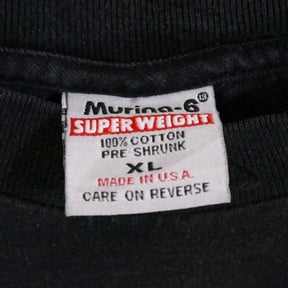 Murina-6®
SUPER WEIGHT
100% COTTON
PRE SHRUNK
XL
MADE IN U.S.A.
CARE ON REVERSE